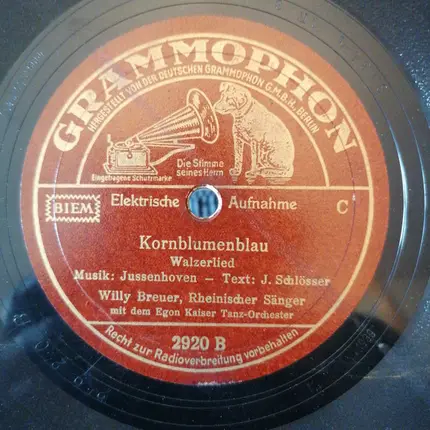 GRAMMOPHON
HERGESTELLT VON DER DEUTSCHEN GRAMMOPHON G.M.B.H. BERLIN
Die Stimme
seines Herrn
Eingetragene Schutzmarke
BIEM
Elektrische Aufnahme C
Kornblumenblau
Walzerlied
Musik: Jussenhoven – Text: J. Schlösser
Willy Breuer, Rheinischer Sänger
mit dem Egon Kaiser Tanz-Orchester
2920 B
Recht zur Radioverbreitung vorbehalten